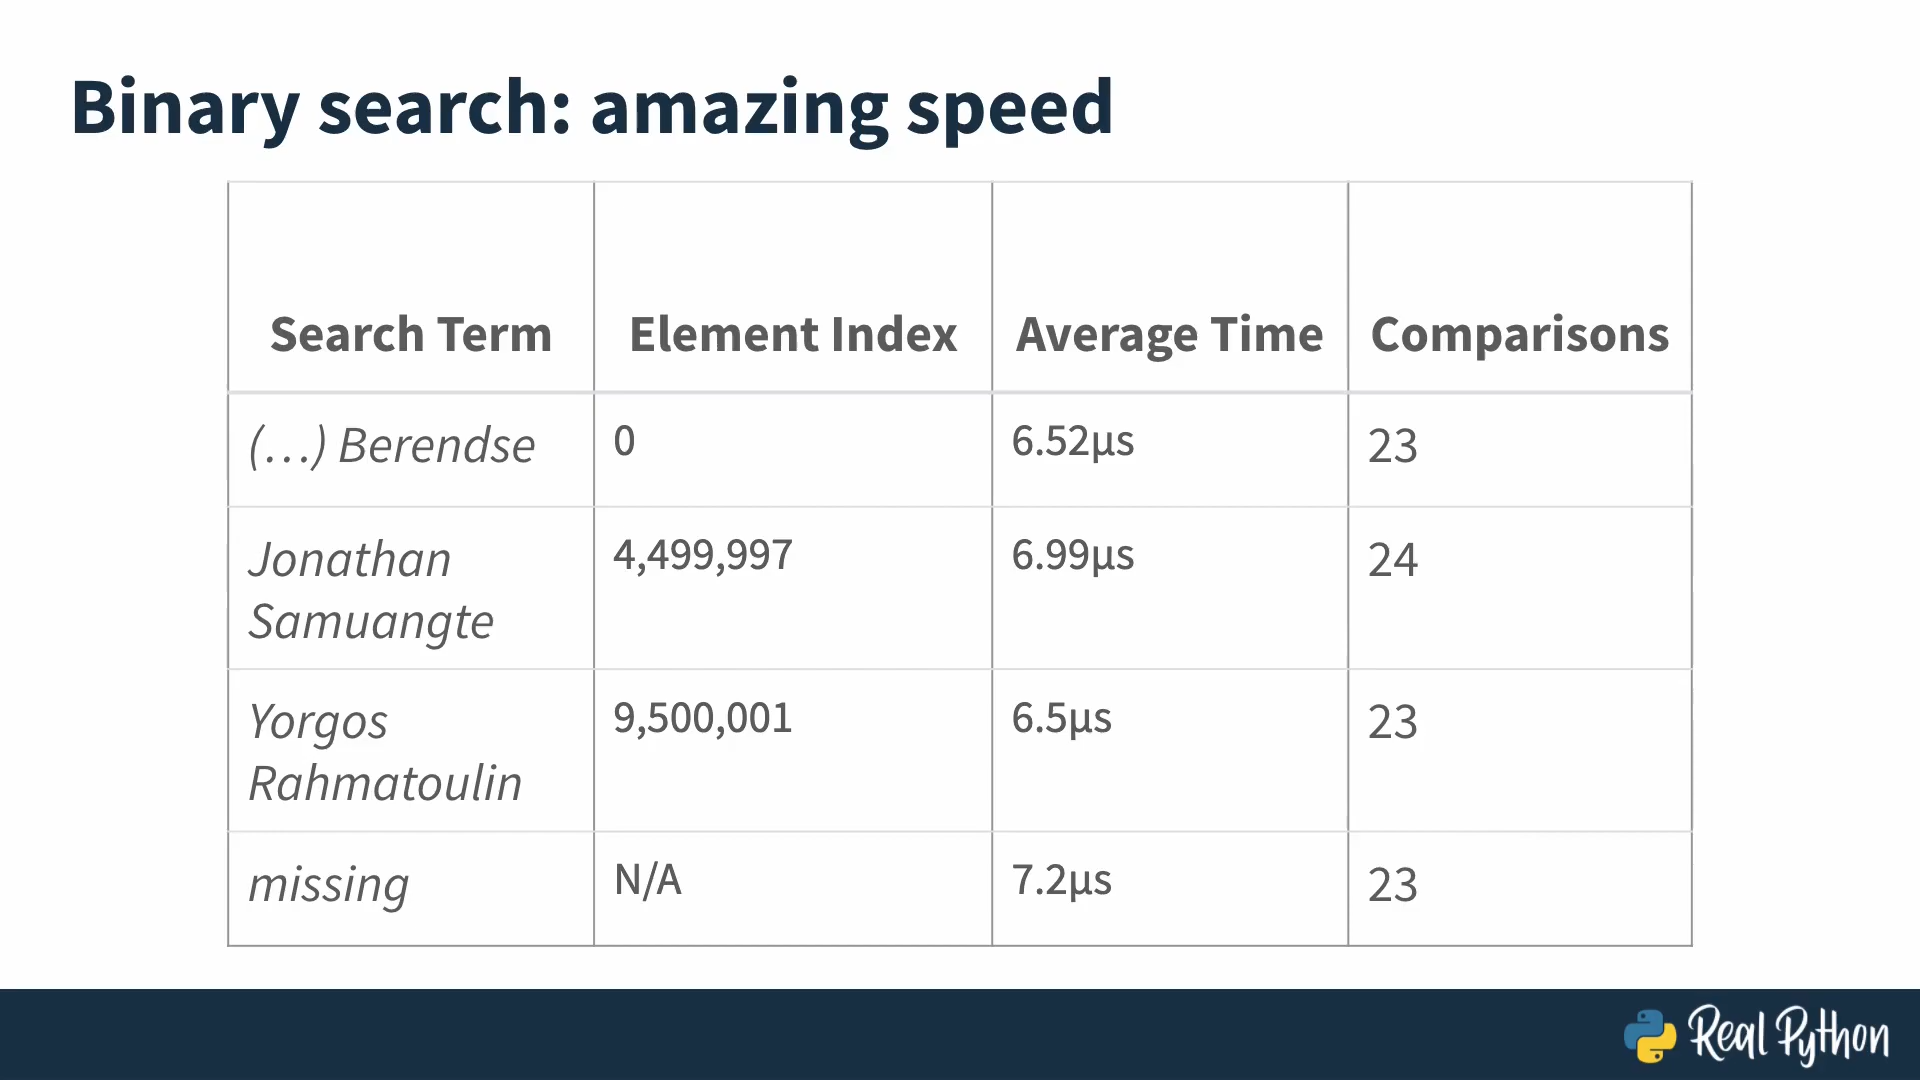 Binary search: amazing speed
Search Term Element Index Average Time Comparisons
(…) Berendse 0 6.52µs 23
Jonathan 4,499,997 6.99µs 24
Samuangte
Yorgos 9,500,001 6.5µs 23
Rahmatoulin
missing N/A 7.2µs 23
Real Python